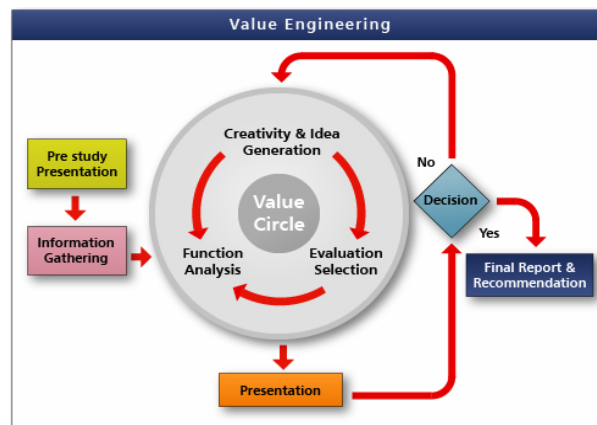 Value Engineering
Creativity & Idea
Generation
Pre study
Presentation
No
Value
Circle
Decision
Information
Gathering
Function
Analysis
Evaluation
Selection
Yes
Final Report &
Recommendation
Presentation